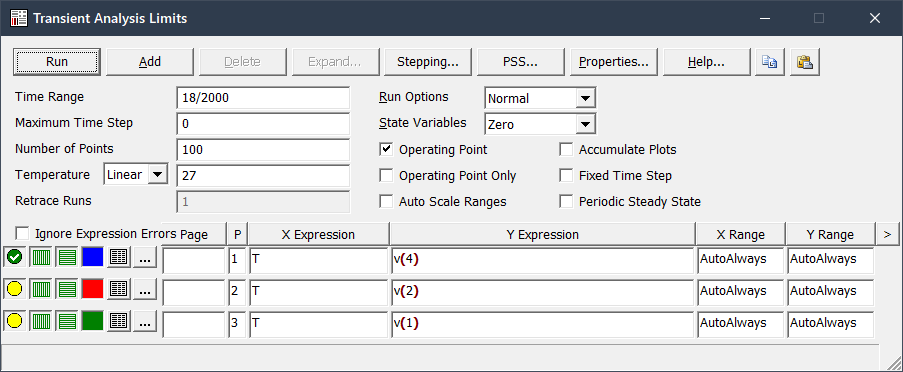 Transient Analysis Limits
Run Add Delete Expand... Stepping... PSS... Properties... Help...
Time Range 18/2000 Run Options Normal
Maximum Time Step 0 State Variables Zero
Number of Points 100 Operating Point Accumulate Plots
Temperature Linear 27 Operating Point Only Fixed Time Step
Retrace Runs 1 Auto Scale Ranges Periodic Steady State
Ignore Expression Errors Page P X Expression Y Expression X Range Y Range >
... 1 T v(4) AutoAlways AutoAlways
... 2 T v(2) AutoAlways AutoAlways
... 3 T v(1) AutoAlways AutoAlways